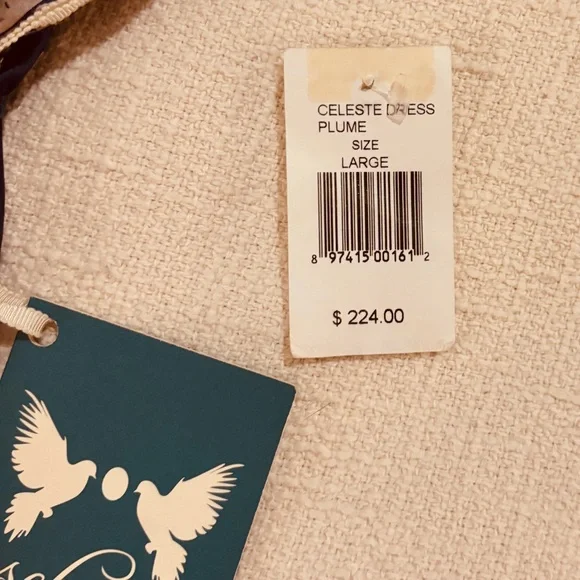 CELESTE DRESS
PLUME
SIZE
LARGE
8 97415 00161 2
$ 224.00